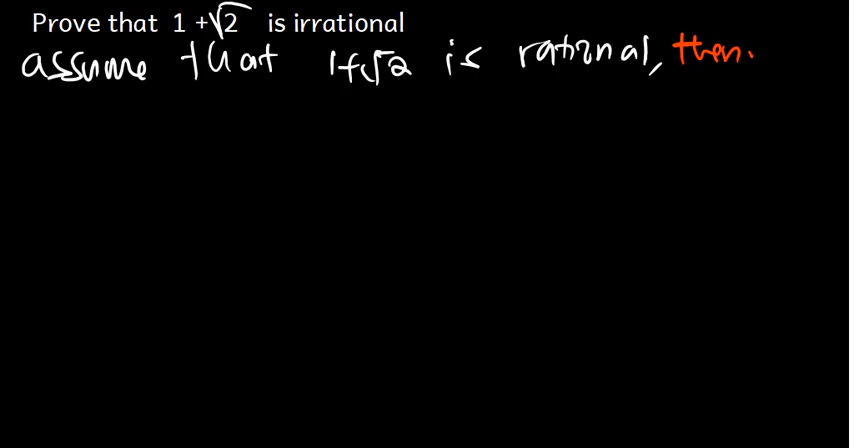 Prove that 1 + √2 is irrational
assume that 1+√2 is rational, then.